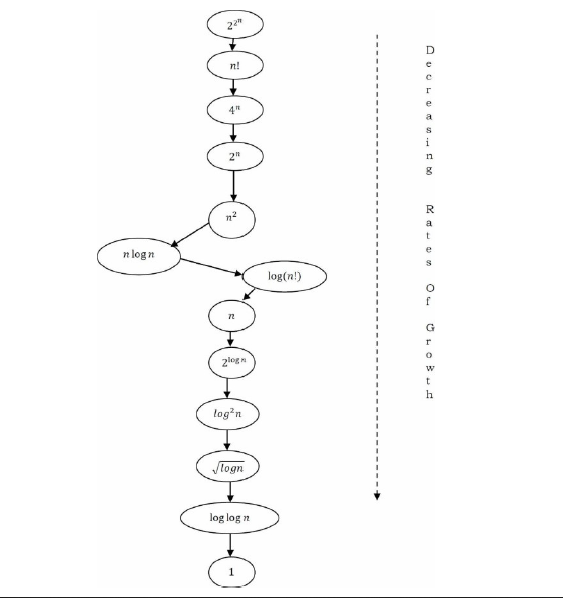 2^{2^n}
n!
4^n
2^n
n^2
n log n
log(n!)
n
2^{log n}
log^2 n
√logn
log log n
1
Decreasing Rates Of Growth